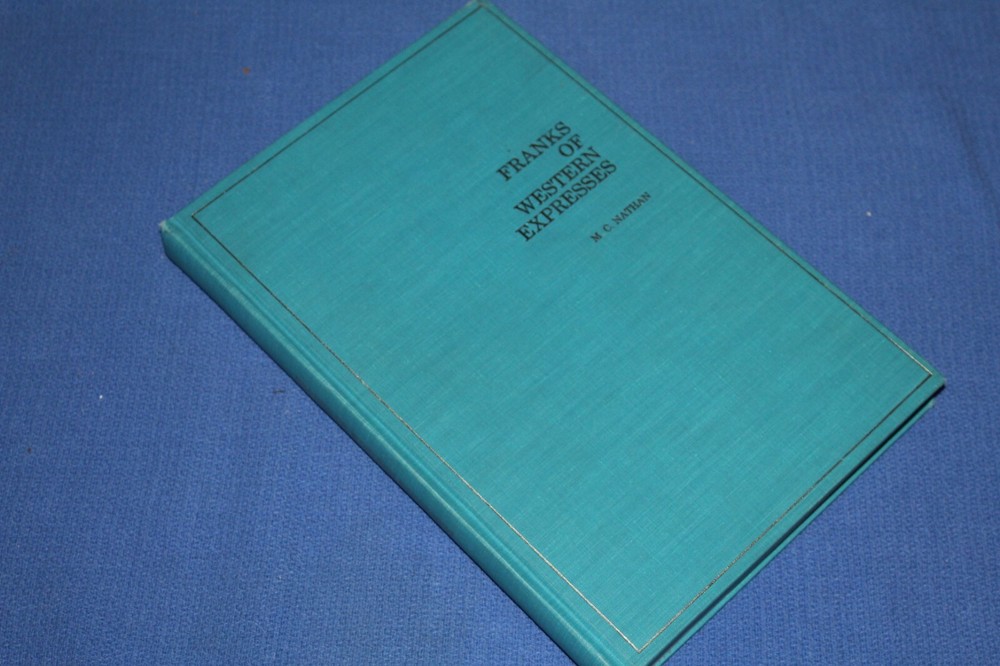 FRANKS
OF
WESTERN
EXPRESSES
M C. NATHAN